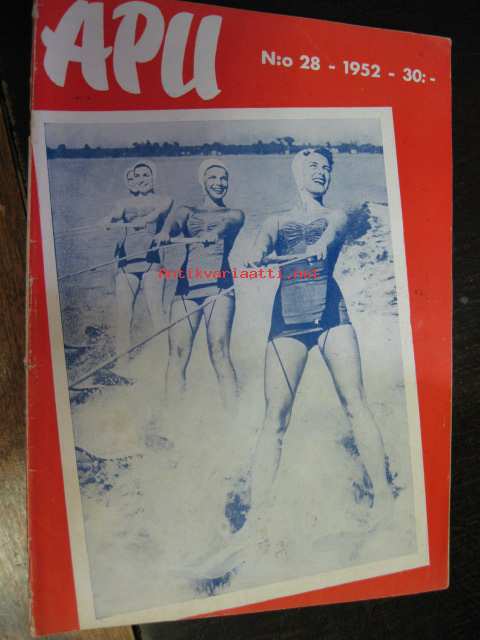 APU
N:o 28 - 1952 - 30:-
Antikvariaatti.net